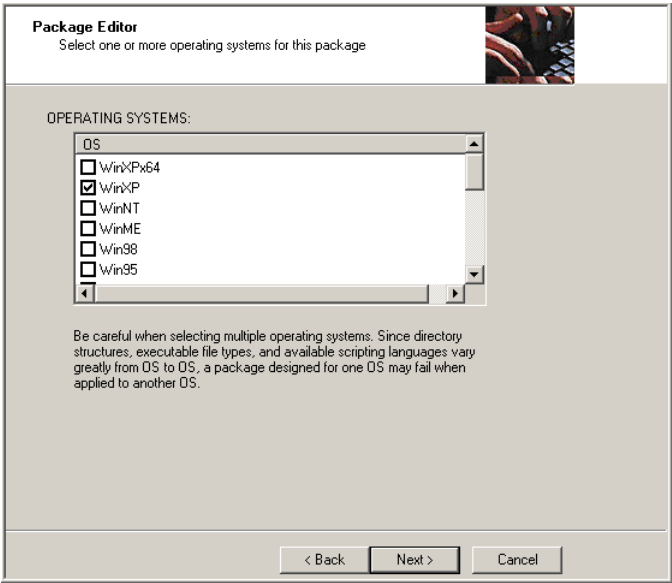 Package Editor
Select one or more operating systems for this package
OPERATING SYSTEMS:
OS
WinXPx64
WinXP
WinNT
WinME
Win98
Win95
Be careful when selecting multiple operating systems. Since directory
structures, executable file types, and available scripting languages vary
greatly from OS to OS, a package designed for one OS may fail when
applied to another OS.
< Back Next > Cancel